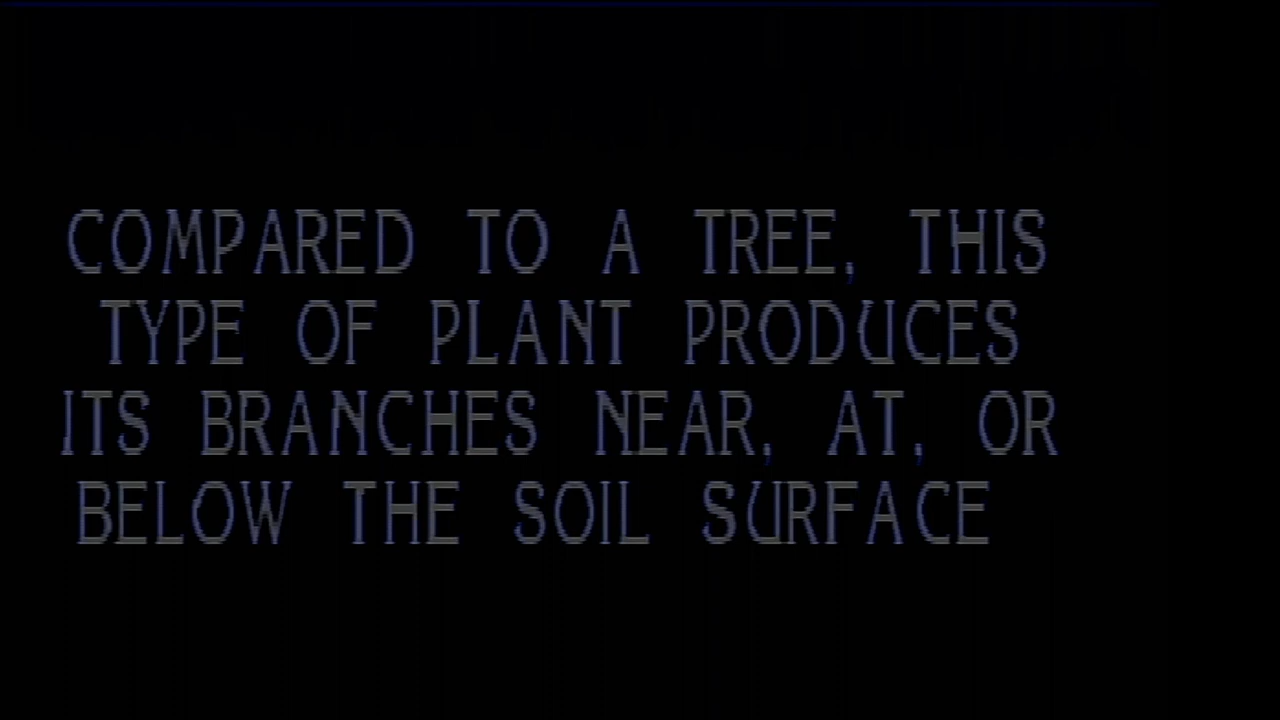 COMPARED TO A TREE, THIS
TYPE OF PLANT PRODUCES
ITS BRANCHES NEAR, AT, OR
BELOW THE SOIL SURFACE